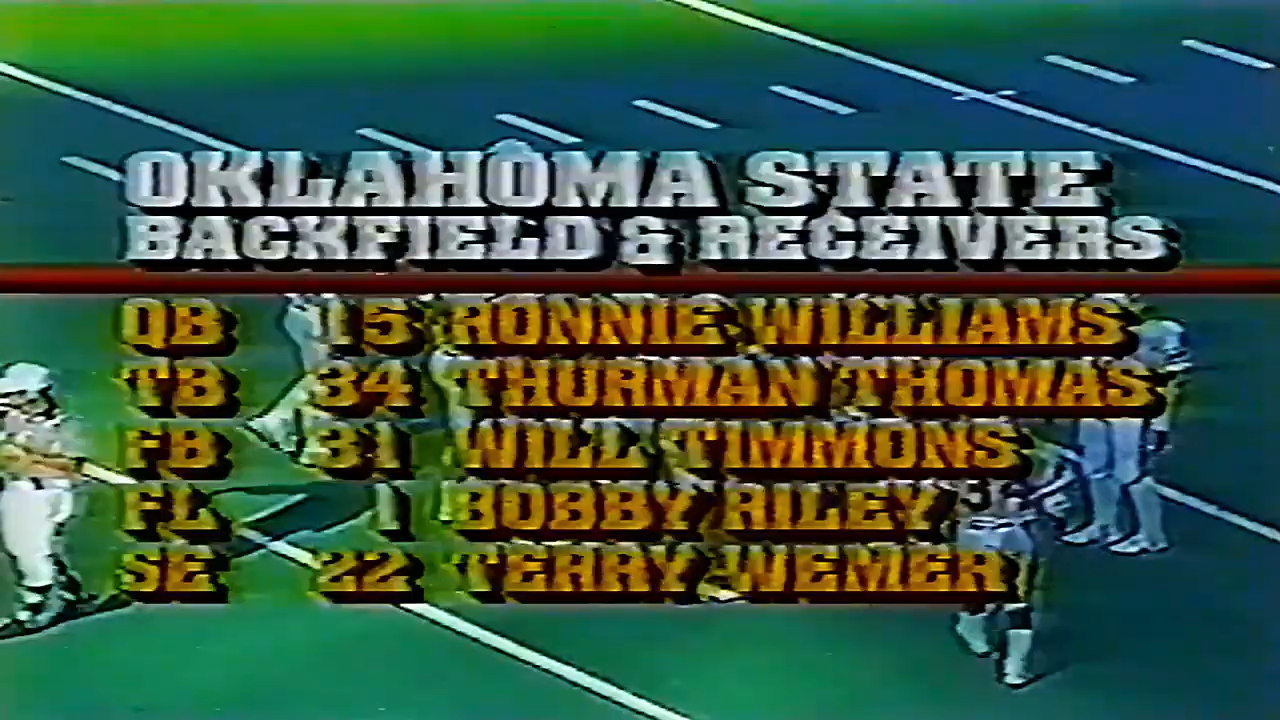 OKLAHOMA STATE
BACKFIELD & RECEIVERS
QB 15 RONNIE WILLIAMS
TB 34 THURMAN THOMAS
FB 31 WILL TIMMONS
FL 1 BOBBY RILEY
SE 22 TERRY WEMER